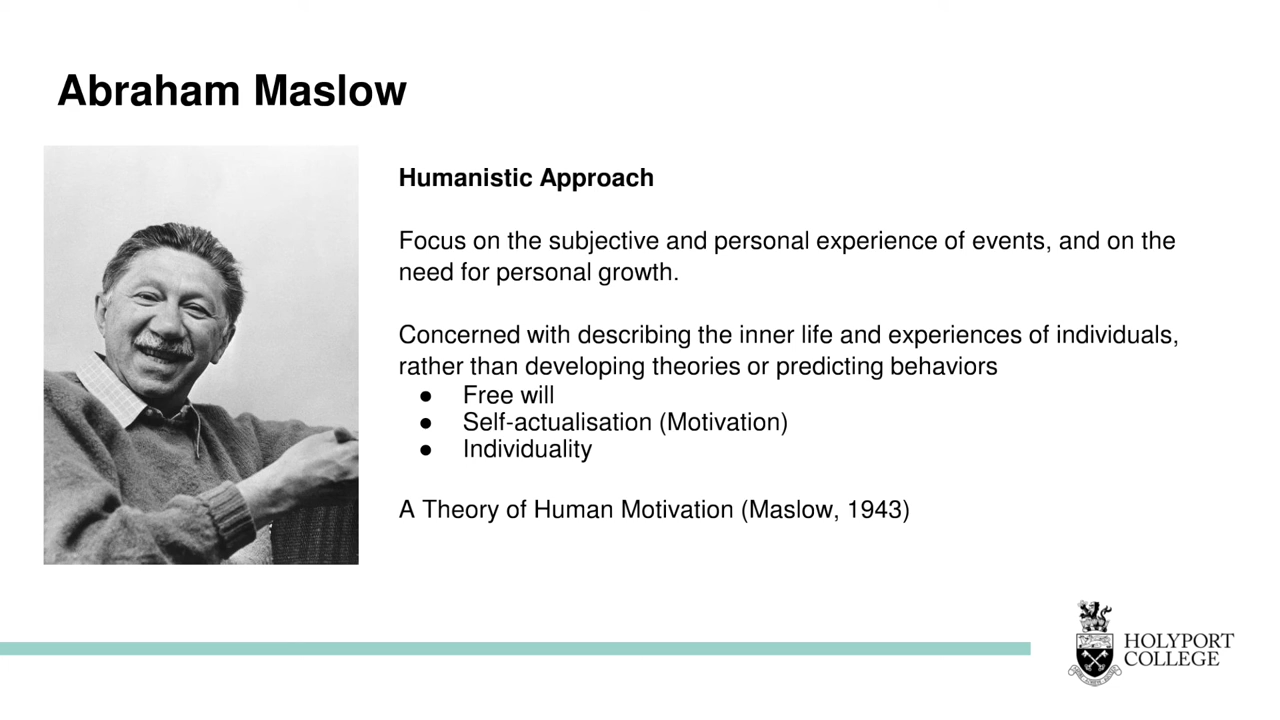 Abraham Maslow
Humanistic Approach
Focus on the subjective and personal experience of events, and on the
need for personal growth.
Concerned with describing the inner life and experiences of individuals,
rather than developing theories or predicting behaviors
● Free will
● Self-actualisation (Motivation)
● Individuality
A Theory of Human Motivation (Maslow, 1943)
HOLYPORT
COLLEGE